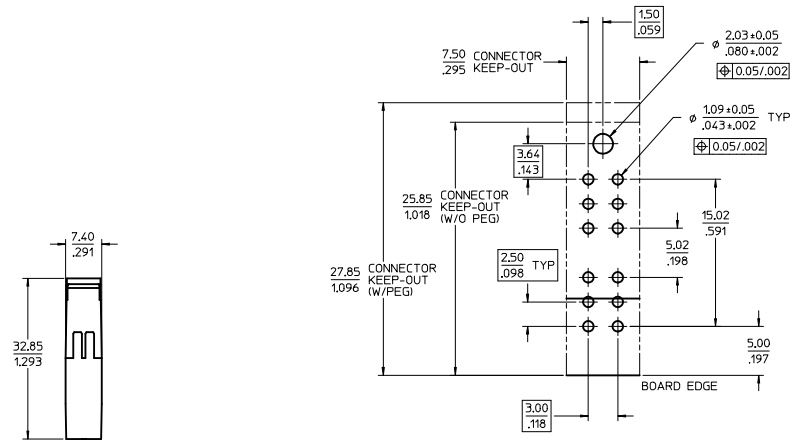 1.50
.059
7.50 CONNECTOR
.295 KEEP-OUT
⌀ 2.03±0.05
.080±.002
⌖ 0.05/.002
⌀ 1.09±0.05 TYP
.043±.002
⌖ 0.05/.002
3.64
.143
25.85 CONNECTOR
1.018 KEEP-OUT
(W/O PEG)
15.02
.591
5.02
.198
7.40
.291
27.85 CONNECTOR
1.096 KEEP-OUT
(W/PEG)
2.50 TYP
.098
32.85
1.293
5.00
.197
BOARD EDGE
3.00
.118